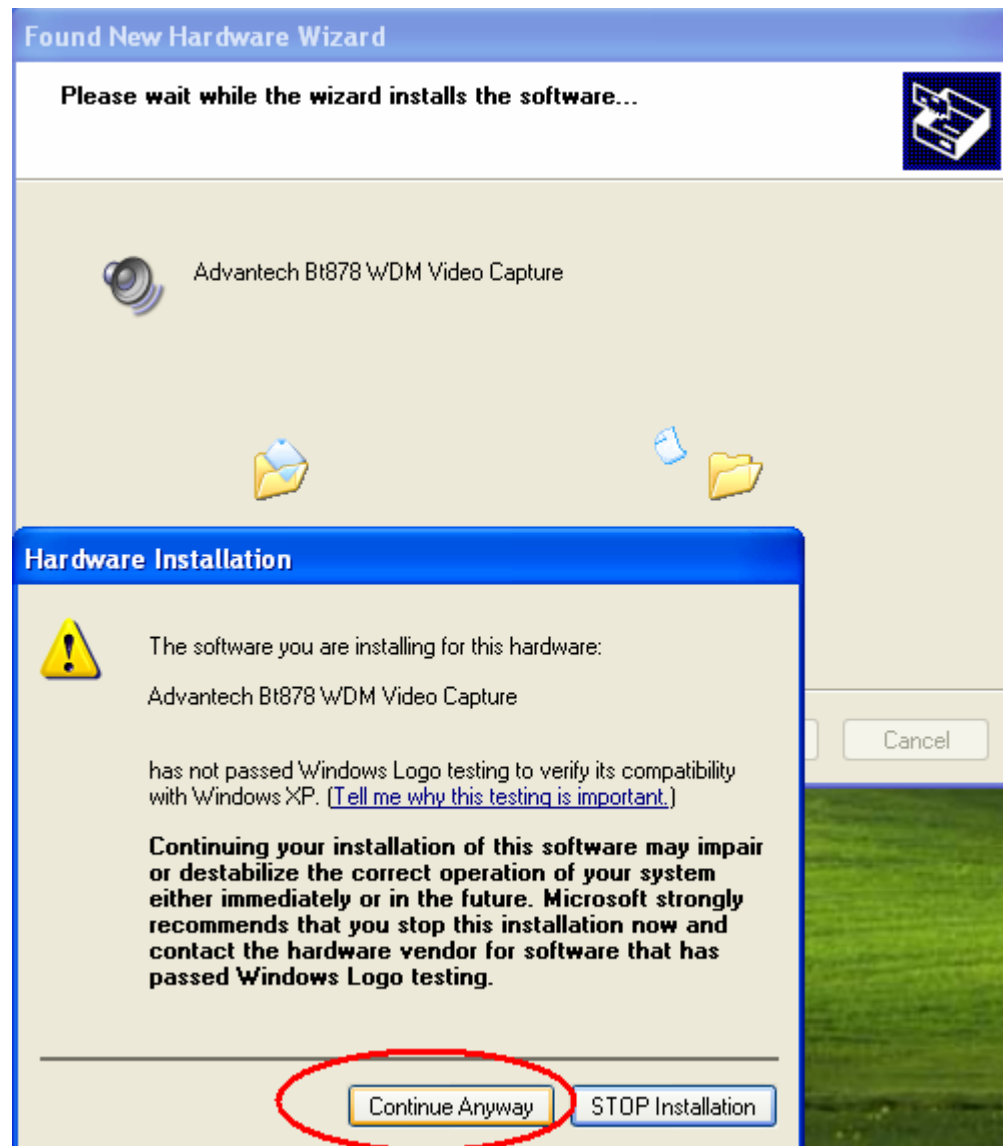 Found New Hardware Wizard
Please wait while the wizard installs the software...
Advantech Bt878 WDM Video Capture
Hardware Installation
The software you are installing for this hardware:
Advantech Bt878 WDM Video Capture
Cancel
has not passed Windows Logo testing to verify its compatibility
with Windows XP. (Tell me why this testing is important.)
Continuing your installation of this software may impair
or destabilize the correct operation of your system
either immediately or in the future. Microsoft strongly
recommends that you stop this installation now and
contact the hardware vendor for software that has
passed Windows Logo testing.
Continue Anyway
STOP Installation